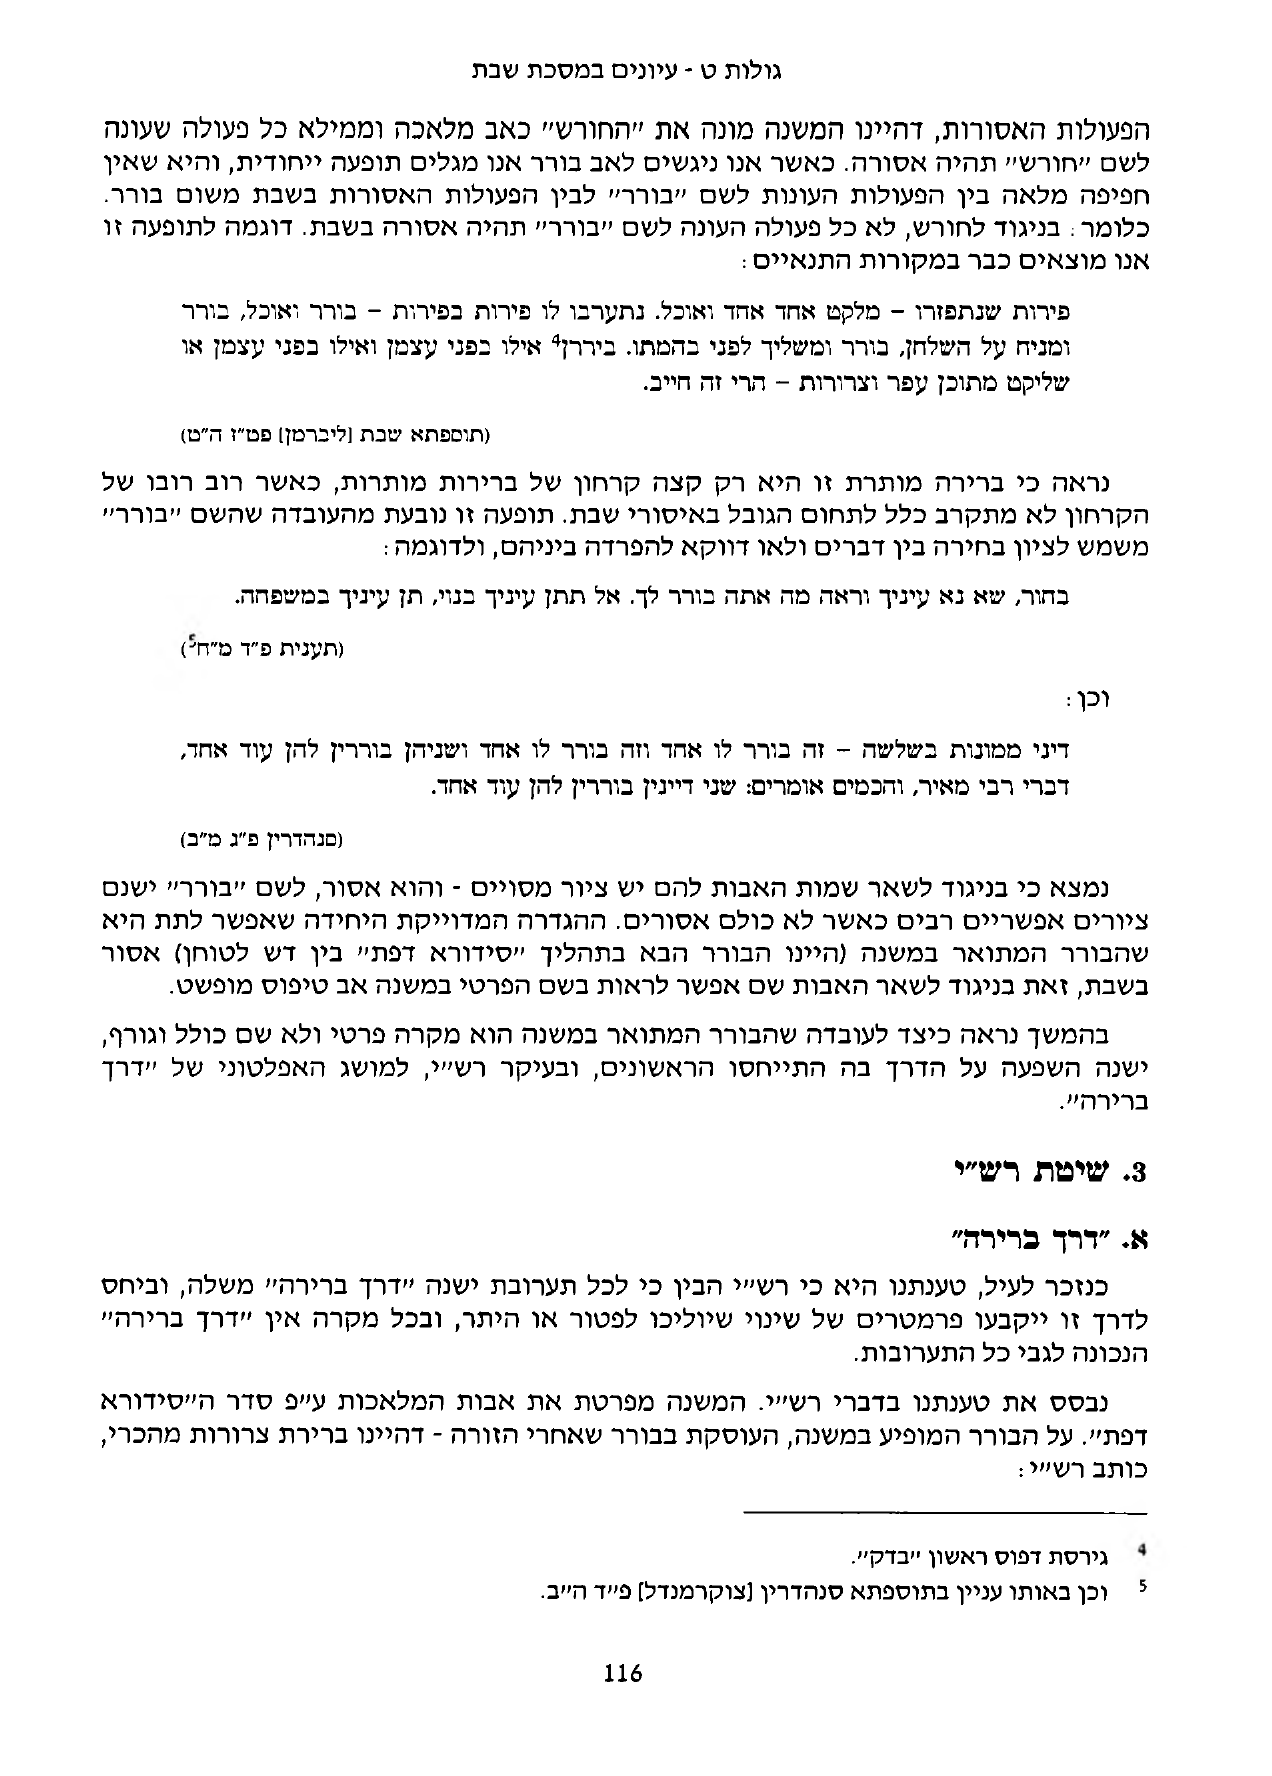 גולות ט - עיונים במסכת שבת
הפעולות האסורות, דהיינו המשנה מונה את "החורש" כאב מלאכה וממילא כל פעולה שעונה
לשם "חורש" תהיה אסורה. כאשר אנו ניגשים לאב בורר אנו מגלים תופעה ייחודית, והיא שאין
חפיפה מלאה בין הפעולות העונות לשם "בורר" לבין הפעולות האסורות בשבת משום בורר.
כלומר: בניגוד לחורש, לא כל פעולה העונה לשם "בורר" תהיה אסורה בשבת. דוגמה לתופעה זו
אנו מוצאים כבר במקורות התנאיים:
פירות שנתפזרו – מלקט אחד אחד ואוכל. נתערבו לו פירות בפירות – בורר ואוכל, בורר
ומניח על השלחן, בורר ומשליך לפני בהמתו. ביררן4 אילו בפני עצמן ואילו בפני עצמן או
שליקט מתוכן עפר וצרורות – הרי זה חייב.
(תוספתא שבת [ליברמן] פט"ז ה"ט)
נראה כי ברירה מותרת זו היא רק קצה קרחון של ברירות מותרות, כאשר רוב רובו של
הקרחון לא מתקרב כלל לתחום הגובל באיסורי שבת. תופעה זו נובעת מהעובדה שהשם "בורר"
משמש לציון בחירה בין דברים ולאו דווקא להפרדה ביניהם, ולדוגמה:
בחור, שא נא עיניך וראה מה אתה בורר לך. אל תתן עיניך בנוי, תן עיניך במשפחה.
(תענית פ"ד מ"ח5)
וכן:
דיני ממונות בשלשה – זה בורר לו אחד וזה בורר לו אחד ושניהן בוררין להן עוד אחד,
דברי רבי מאיר, וחכמים אומרים: שני דיינין בוררין להן עוד אחד.
(סנהדרין פ"ג מ"ב)
נמצא כי בניגוד לשאר שמות האבות להם יש ציור מסויים - והוא אסור, לשם "בורר" ישנם
ציורים אפשריים רבים כאשר לא כולם אסורים. ההגדרה המדוייקת היחידה שאפשר לתת היא
שהבורר המתואר במשנה (היינו הבורר הבא בתהליך "סידורא דפת" בין דש לטוחן) אסור
בשבת, זאת בניגוד לשאר האבות שם אפשר לראות בשם הפרטי במשנה אב טיפוס מופשט.
בהמשך נראה כיצד לעובדה שהבורר המתואר במשנה הוא מקרה פרטי ולא שם כולל וגורף,
ישנה השפעה על הדרך בה התייחסו הראשונים, ובעיקר רש"י, למושג האפלטוני של "דרך
ברירה".
3. שיטת רש"י
א. "דרך ברירה"
כנזכר לעיל, טענתנו היא כי רש"י הבין כי לכל תערובת ישנה "דרך ברירה" משלה, וביחס
לדרך זו ייקבעו פרמטרים של שינוי שיוליכו לפטור או היתר, ובכל מקרה אין "דרך ברירה"
הנכונה לגבי כל התערובות.
נבסס את טענתנו בדברי רש"י. המשנה מפרטת את אבות המלאכות ע"פ סדר ה"סידורא
דפת". על הבורר המופיע במשנה, העוסקת בבורר שאחרי הזורה - דהיינו ברירת צרורות מהכרי,
כותב רש"י:
4 גירסת דפוס ראשון "בדק".
5 וכן באותו עניין בתוספתא סנהדרין [צוקרמנדל] פ"ד ה"ב.
116